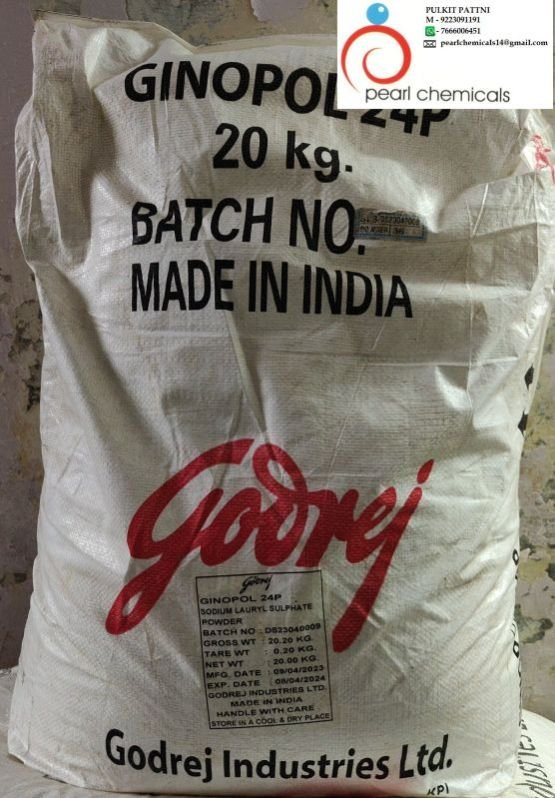 PULKIT PATTNI
M - 9223091191
- 7666006451
pearlchemicals14@gmail.com
pearl chemicals
GINOPOL 24P
20 kg.
BATCH NO.
MADE IN INDIA
Godrej
Godrej
GINOPOL 24P
SODIUM LAURYL SULPHATE
POWDER
BATCH NO : DS23040009
GROSS WT : 20.20 KG.
TARE WT : 0.20 KG.
NET WT : 20.00 KG.
MFG. DATE : 09/04/2023
EXP. DATE : 08/04/2024
GODREJ INDUSTRIES LTD.
MADE IN INDIA
HANDLE WITH CARE
STORE IN A COOL & DRY PLACE
Godrej Industries Ltd.
KPI